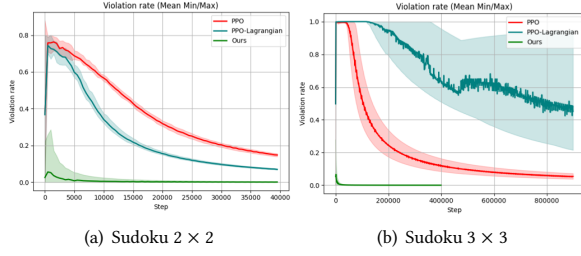 Violation rate (Mean Min/Max)
PPO
PPO-Lagrangian
Ours
Violation rate
0.8
0.6
0.4
0.2
0.0
0 5000 10000 15000 20000 25000 30000 35000 40000
Step
(a) Sudoku 2 × 2
Violation rate (Mean Min/Max)
PPO
PPO-Lagrangian
Ours
Violation rate
1.0
0.8
0.6
0.4
0.2
0.0
0 200000 400000 600000 800000
Step
(b) Sudoku 3 × 3